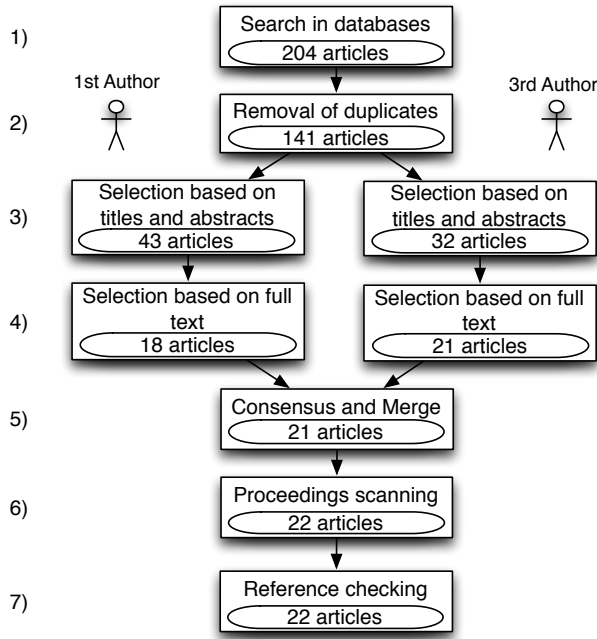 1)
Search in databases
204 articles
1st Author
3rd Author
2)
Removal of duplicates
141 articles
3)
Selection based on
titles and abstracts
43 articles
Selection based on
titles and abstracts
32 articles
4)
Selection based on full
text
18 articles
Selection based on full
text
21 articles
5)
Consensus and Merge
21 articles
6)
Proceedings scanning
22 articles
7)
Reference checking
22 articles